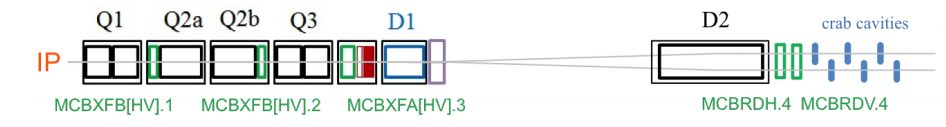 Q1 Q2a Q2b Q3 D1 D2 crab cavities
IP
MCBXFB[HV].1 MCBXFB[HV].2 MCBXFA[HV].3 MCBRDH.4 MCBRDV.4